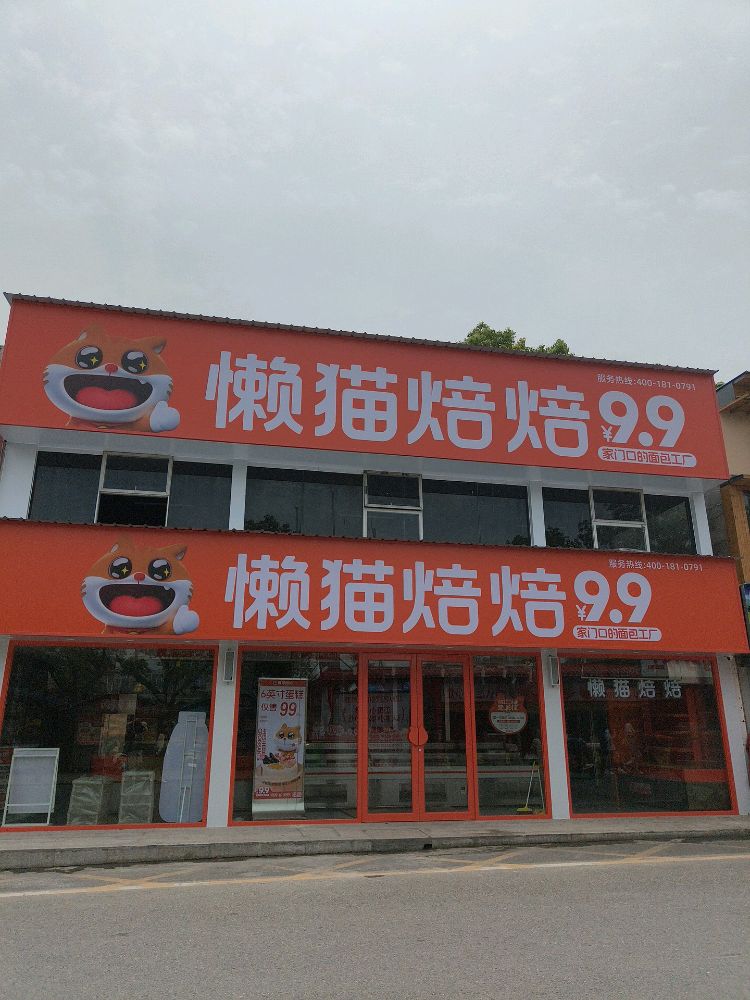 服务热线:400-181-0791
懒猫焙焙 ¥9.9
家门口的面包工厂
服务热线:400-181-0791
懒猫焙焙 ¥9.9
家门口的面包工厂
懒猫焙焙
6英寸蛋糕
仅售 99
¥9.9